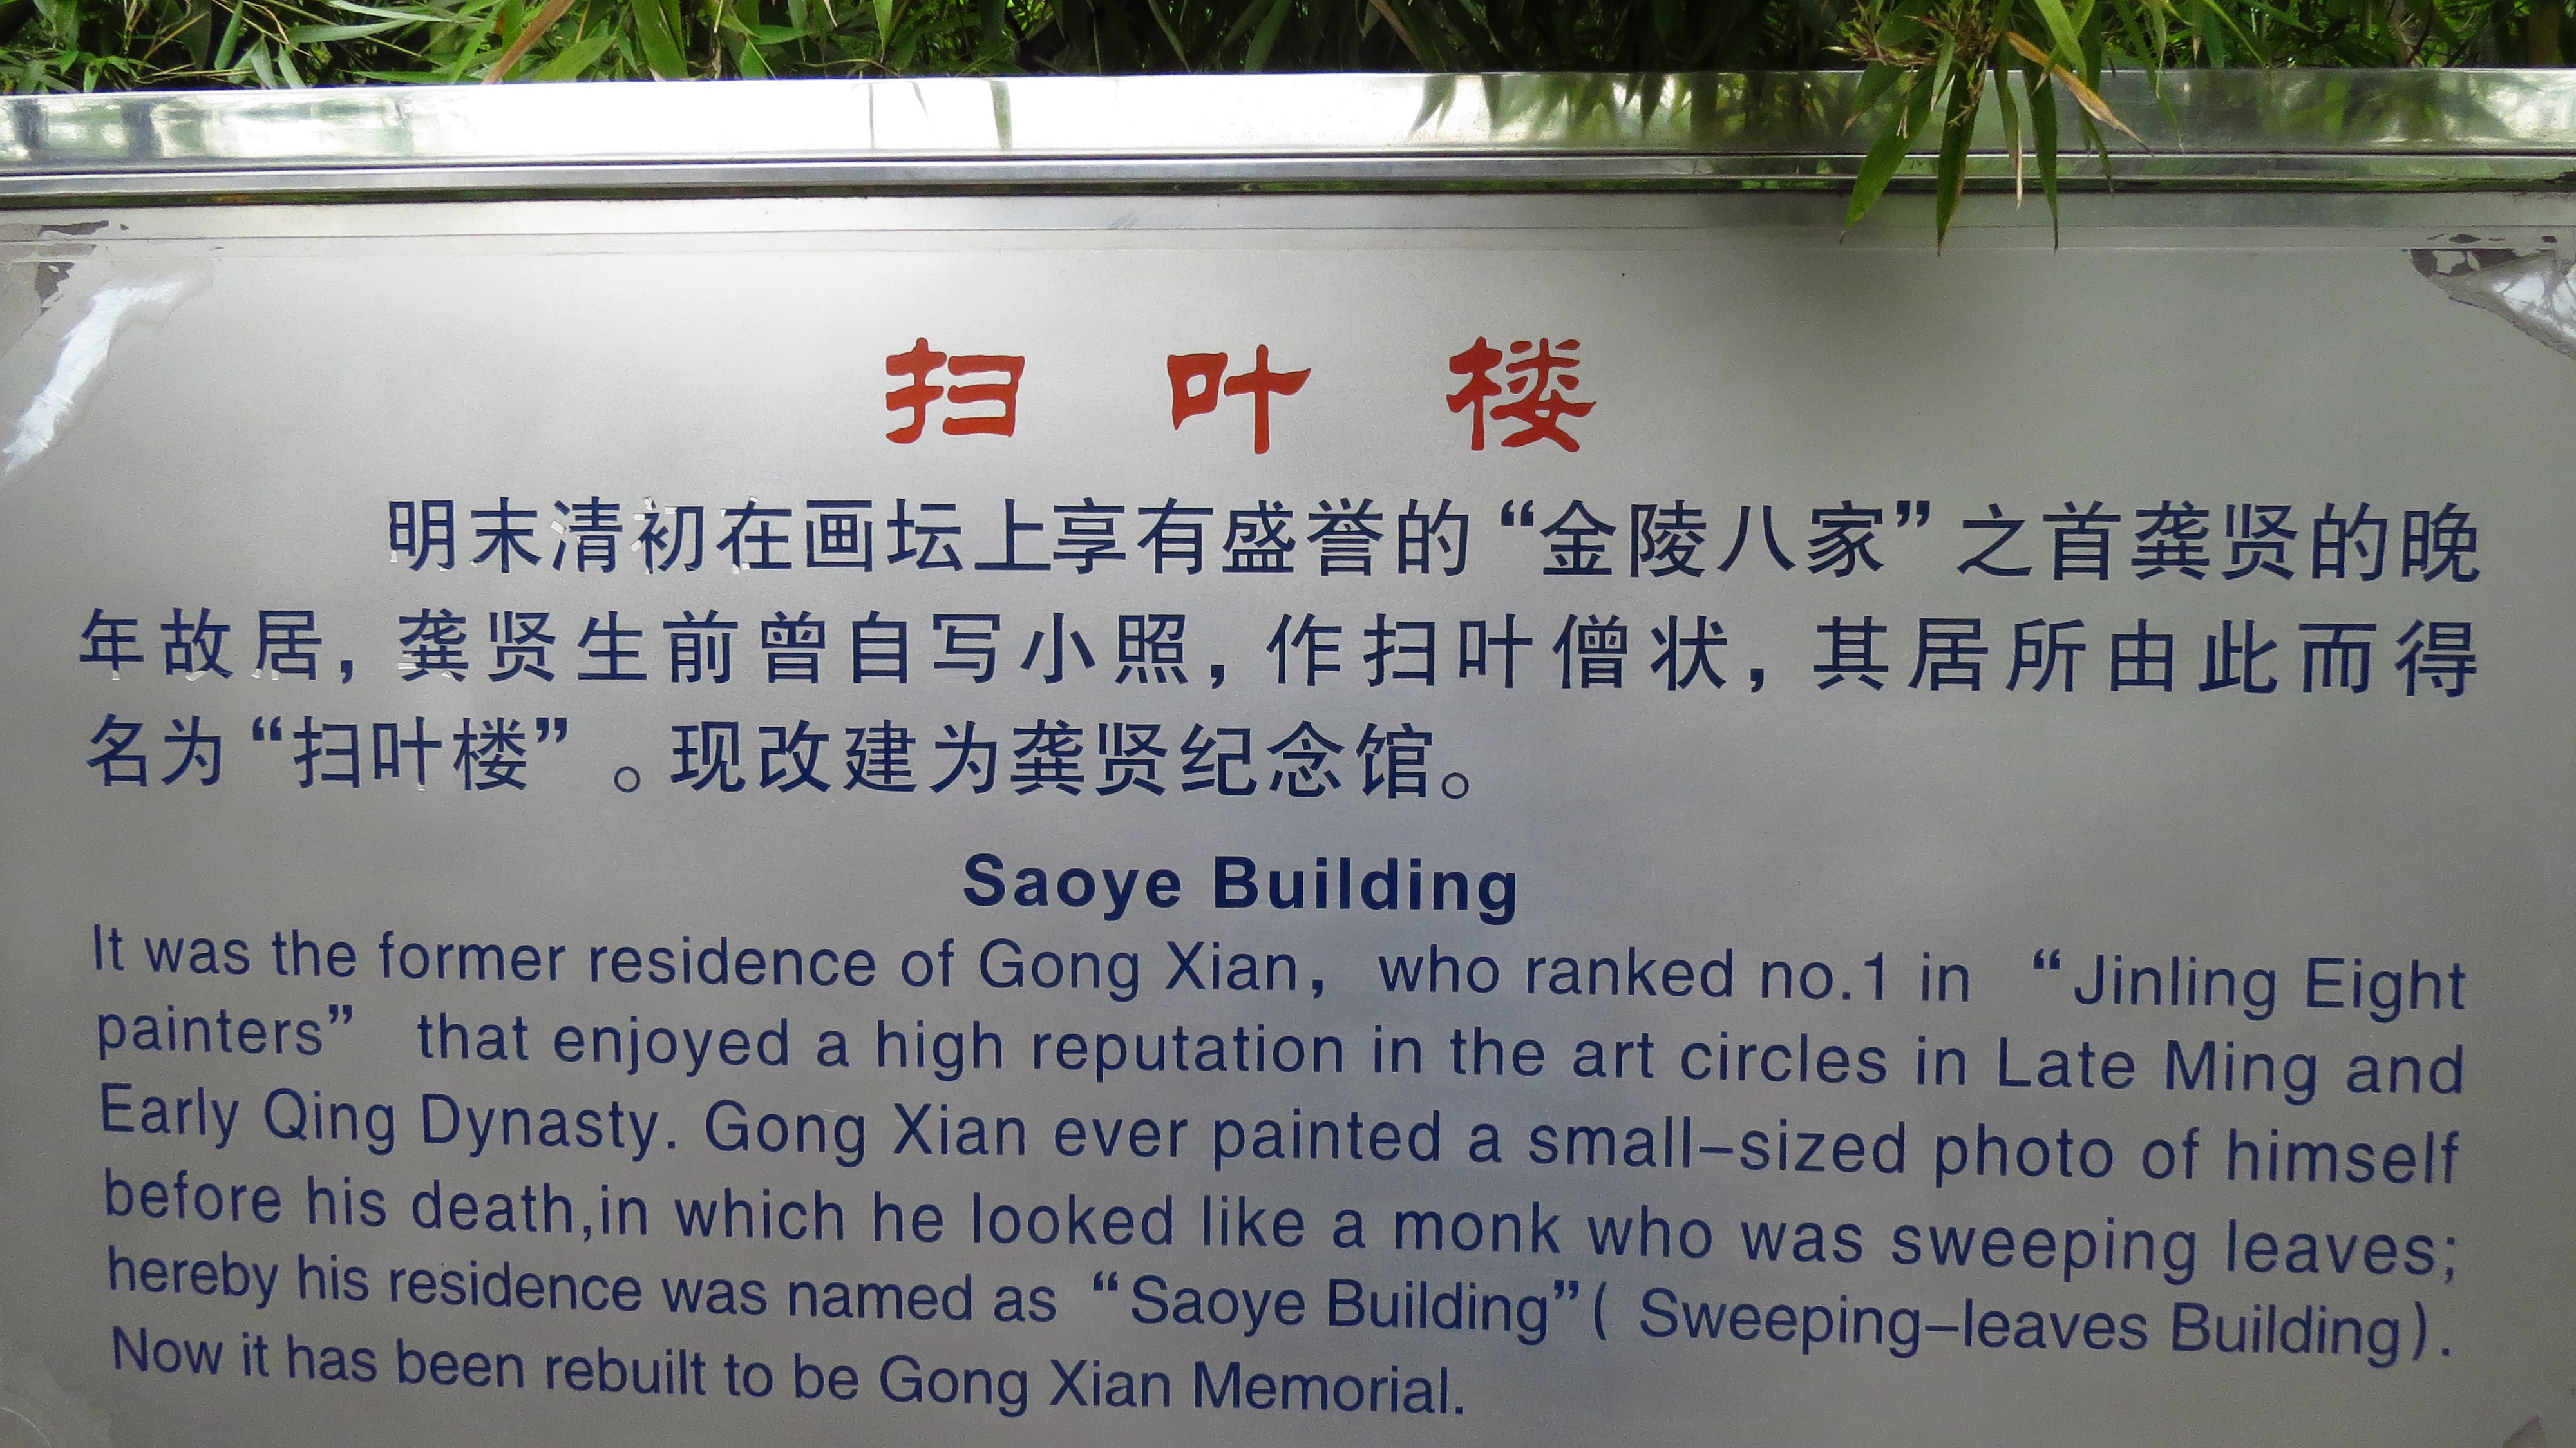 扫叶楼
明末清初在画坛上享有盛誉的“金陵八家”之首龚贤的晚
年故居,龚贤生前曾自写小照,作扫叶僧状,其居所由此而得
名为“扫叶楼”。现改建为龚贤纪念馆。
Saoye Building
It was the former residence of Gong Xian, who ranked no.1 in “Jinling Eight
painters” that enjoyed a high reputation in the art circles in Late Ming and
Early Qing Dynasty. Gong Xian ever painted a small-sized photo of himself
before his death,in which he looked like a monk who was sweeping leaves;
hereby his residence was named as “Saoye Building”( Sweeping-leaves Building).
Now it has been rebuilt to be Gong Xian Memorial.